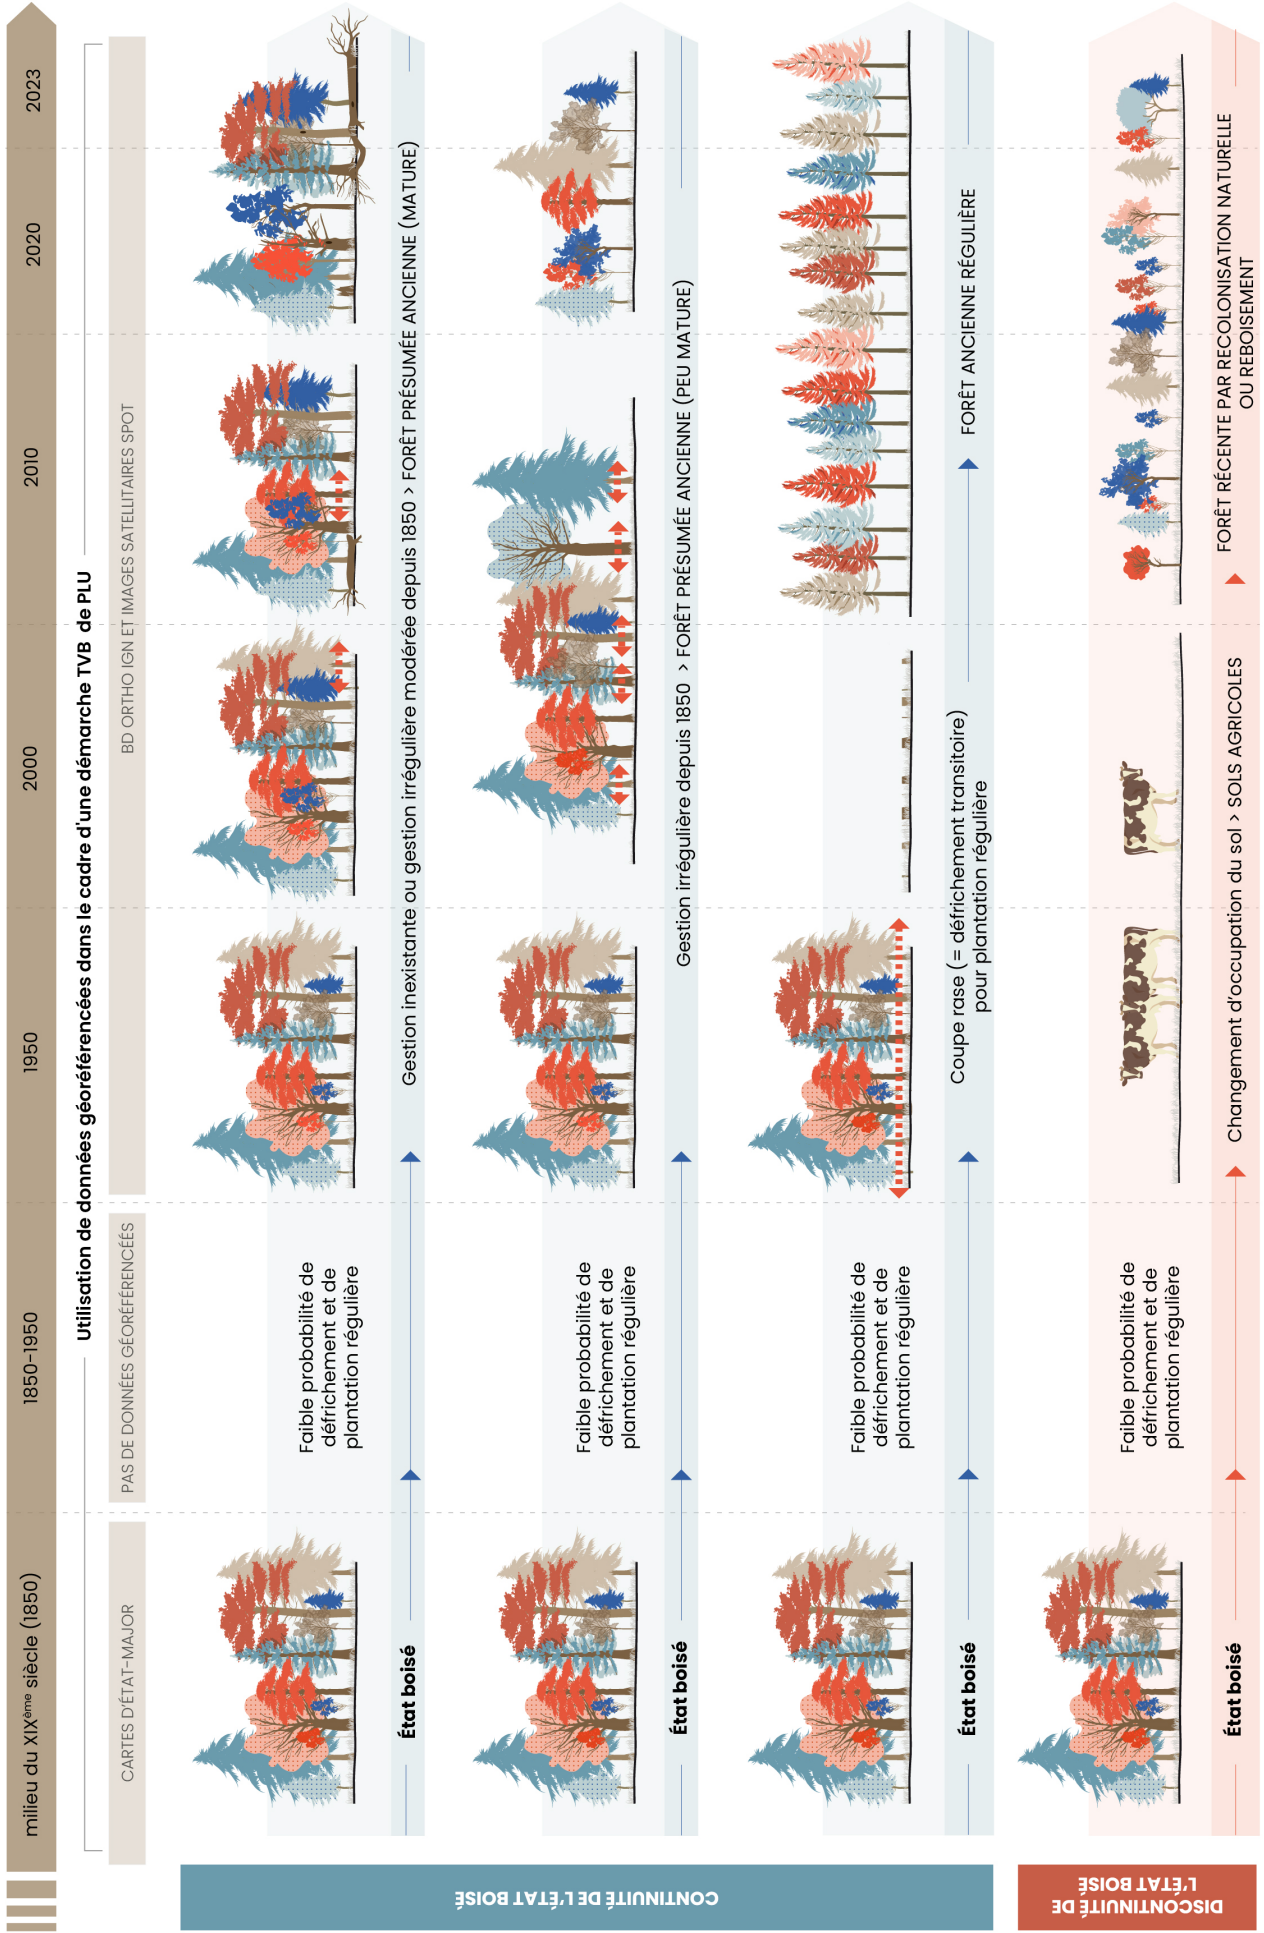 milieu du XIXème siècle (1850)
1850-1950
1950
2000
2010
2020
2023
Utilisation de données géoréférencées dans le cadre d'une démarche TVB de PLU
CARTES D'ÉTAT-MAJOR
PAS DE DONNÉES GÉORÉFÉRENCÉES
BD ORTHO IGN ET IMAGES SATELLITAIRES SPOT
CONTINUITÉ DE L'ÉTAT BOISÉ
Faible probabilité de
défrichement et de
plantation régulière
État boisé
Gestion inexistante ou gestion irrégulière modérée depuis 1850 > FORÊT PRÉSUMÉE ANCIENNE (MATURE)
Faible probabilité de
défrichement et de
plantation régulière
État boisé
Gestion irrégulière depuis 1850 > FORÊT PRÉSUMÉE ANCIENNE (PEU MATURE)
Faible probabilité de
défrichement et de
plantation régulière
État boisé
Coupe rase (= défrichement transitoire)
pour plantation régulière
FORÊT ANCIENNE RÉGULIÈRE
DISCONTINUITÉ DE
L'ÉTAT BOISÉ
Faible probabilité de
défrichement et de
plantation régulière
État boisé
Changement d'occupation du sol > SOLS AGRICOLES
FORÊT RÉCENTE PAR RECOLONISATION NATURELLE
OU REBOISEMENT